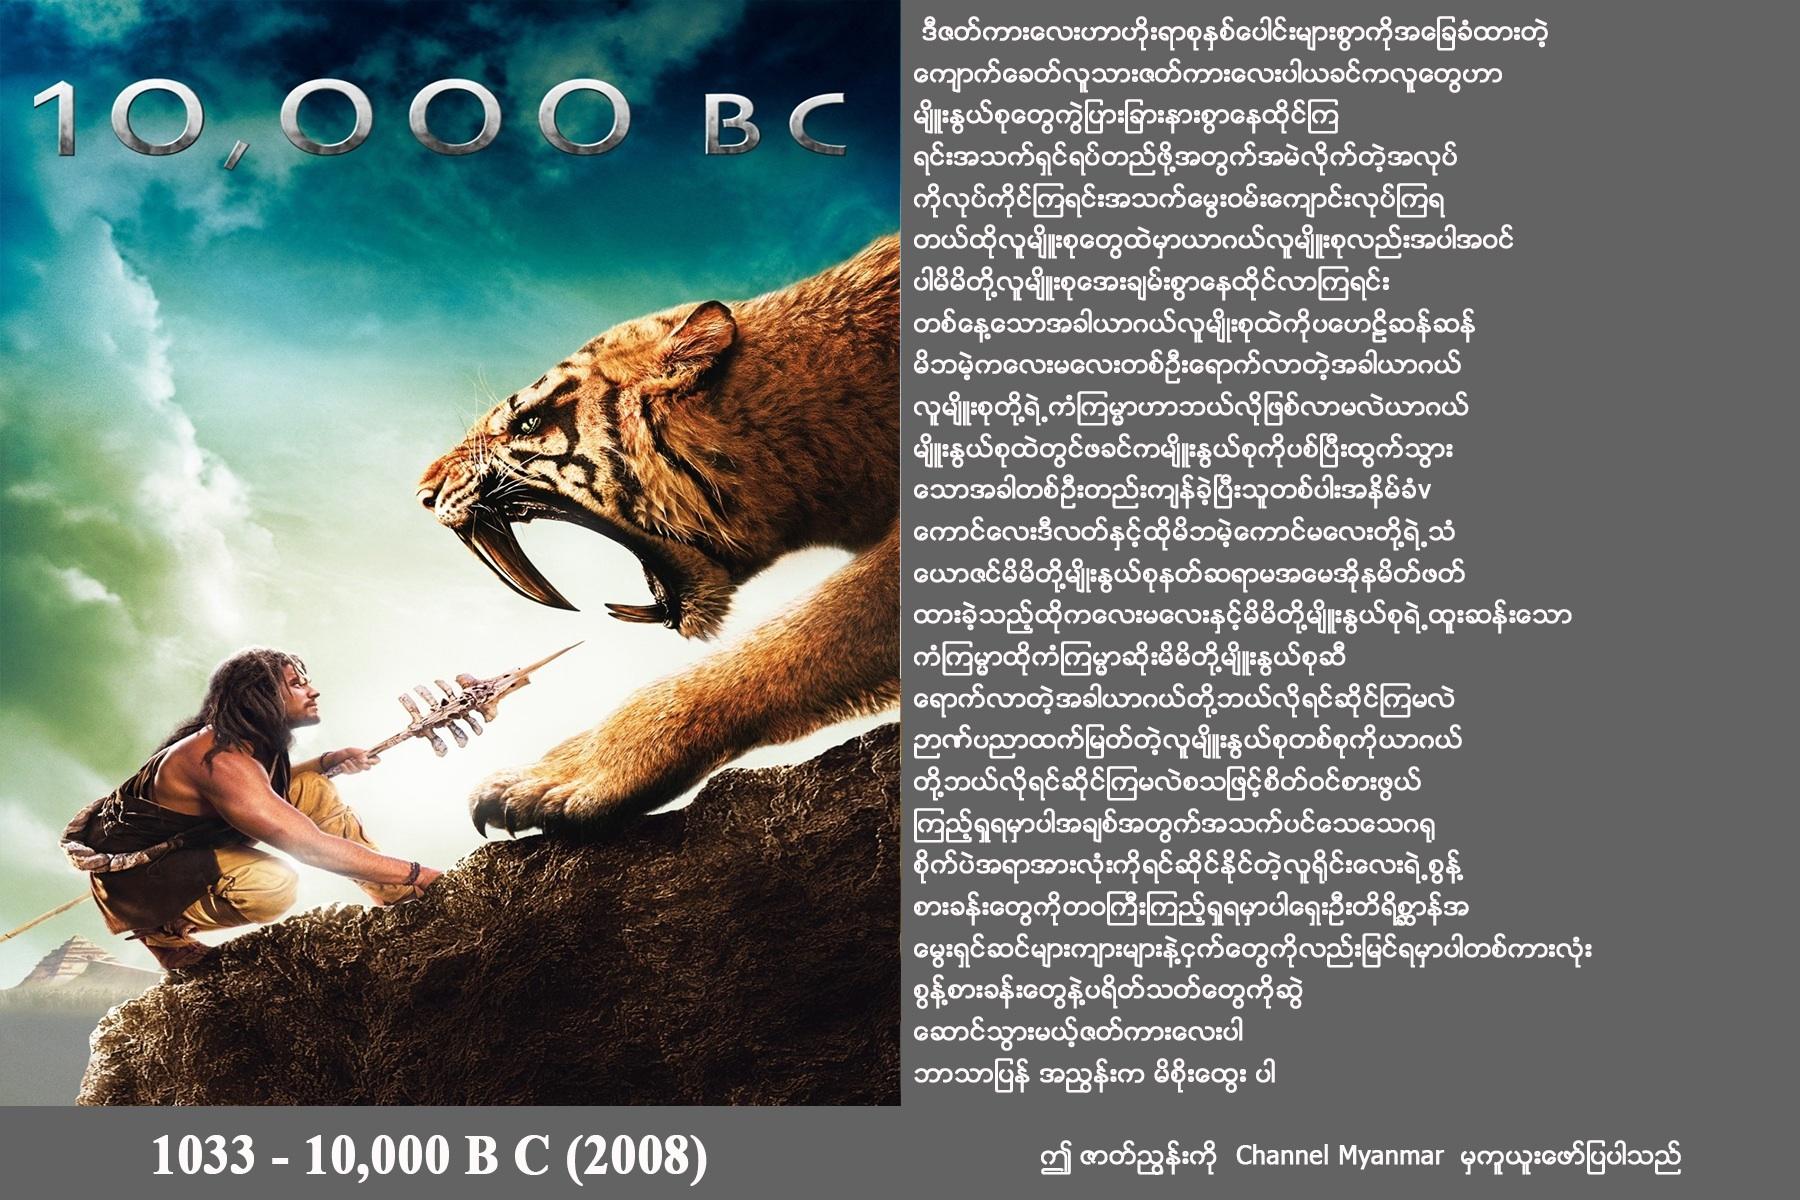 10,000 BC
ဒီဇတ်ကားလေးဟာဟိုးရာစုနှစ်ပေါင်းများစွာကိုအခြေခံထားတဲ့
ကျောက်ခေတ်လူသားဇတ်ကားလေးပါယခင်ကလူတွေဟာ
မျိူးနွယ်စုတွေကွဲပြားခြားနားစွာနေထိုင်ကြ
ရင်းအသက်ရှင်ရပ်တည်ဖို့အတွက်အမဲလိုက်တဲ့အလုပ်
ကိုလုပ်ကိုင်ကြရင်းအသက်မွေးဝမ်းကျောင်းလုပ်ကြရ
တယ်ထိုလူမျိူးစုတွေထဲမှာယာဂယ်လူမျိူးစုလည်းအပါအဝင်
ပါမိမိတို့လူမျိူးစုအေးချမ်းစွာနေထိုင်လာကြရင်း
တစ်နေ့သောအခါယာဂယ်လူမျိုးစုထဲကိုပဟေဠိဆန်ဆန်
မိဘမဲ့ကလေးမလေးတစ်ဦးရောက်လာတဲ့အခါယာဂယ်
လူမျိူးစုတို့ရဲ့ကံကြမ္မာဟာဘယ်လိုဖြစ်လာမလဲယာဂယ်
မျိူးနွယ်စုထဲတွင်ဖခင်ကမျိူးနွယ်စုကိုပစ်ပြီးထွက်သွား
သောအခါတစ်ဦးတည်းကျန်ခဲ့ပြီးသူတစ်ပါးအနိမ်ခံv
ကောင်လေးဒီလတ်နှင့်ထိုမိဘမဲ့ကောင်မလေးတို့ရဲ့သံ
ယောဇင်မိမိတို့မျိုးနွယ်စုနတ်ဆရာမအမေအိုနမိတ်ဖတ်
ထားခဲ့သည့်ထိုကလေးမလေးနှင့်မိမိတို့မျိူးနွယ်စုရဲ့ထူးဆန်းသော
ကံကြမ္မာထိုကံကြမ္မာဆိုးမိမိတို့မျိူးနွယ်စုဆီ
ရောက်လာတဲ့အခါယာဂယ်တို့ဘယ်လိုရင်ဆိုင်ကြမလဲ
ဉာဏ်ပညာထက်မြတ်တဲ့လူမျိူးနွယ်စုတစ်စုကိုယာဂယ်
တို့ဘယ်လိုရင်ဆိုင်ကြမလဲစသဖြင့်စိတ်ဝင်စားဖွယ်
ကြည့်ရှုရမှာပါအချစ်အတွက်အသက်ပင်သေသေဂရု
စိုက်ပဲအရာအားလုံးကိုရင်ဆိုင်နိုင်တဲ့လူရိုင်းလေးရဲ့စွန့်
စားခန်းတွေကိုတဝကြီးကြည့်ရှုရမှာပါရှေးဦးတိရိစ္ဆာန်အ
မွေးရှင်ဆင်များကျားများနဲ့ငှက်တွေကိုလည်းမြင်ရမှာပါတစ်ကားလုံး
စွန့်စားခန်းတွေနဲ့ပရိတ်သတ်တွေကိုဆွဲ
ဆောင်သွားမယ့်ဇတ်ကားလေးပါ
ဘာသာပြန် အညွှန်းက မိစိုးထွေး ပါ
1033 - 10,000 B C (2008)
ဤ ဇာတ်ညွှန်းကို Channel Myanmar မှကူယူးဖော်ပြပါသည်